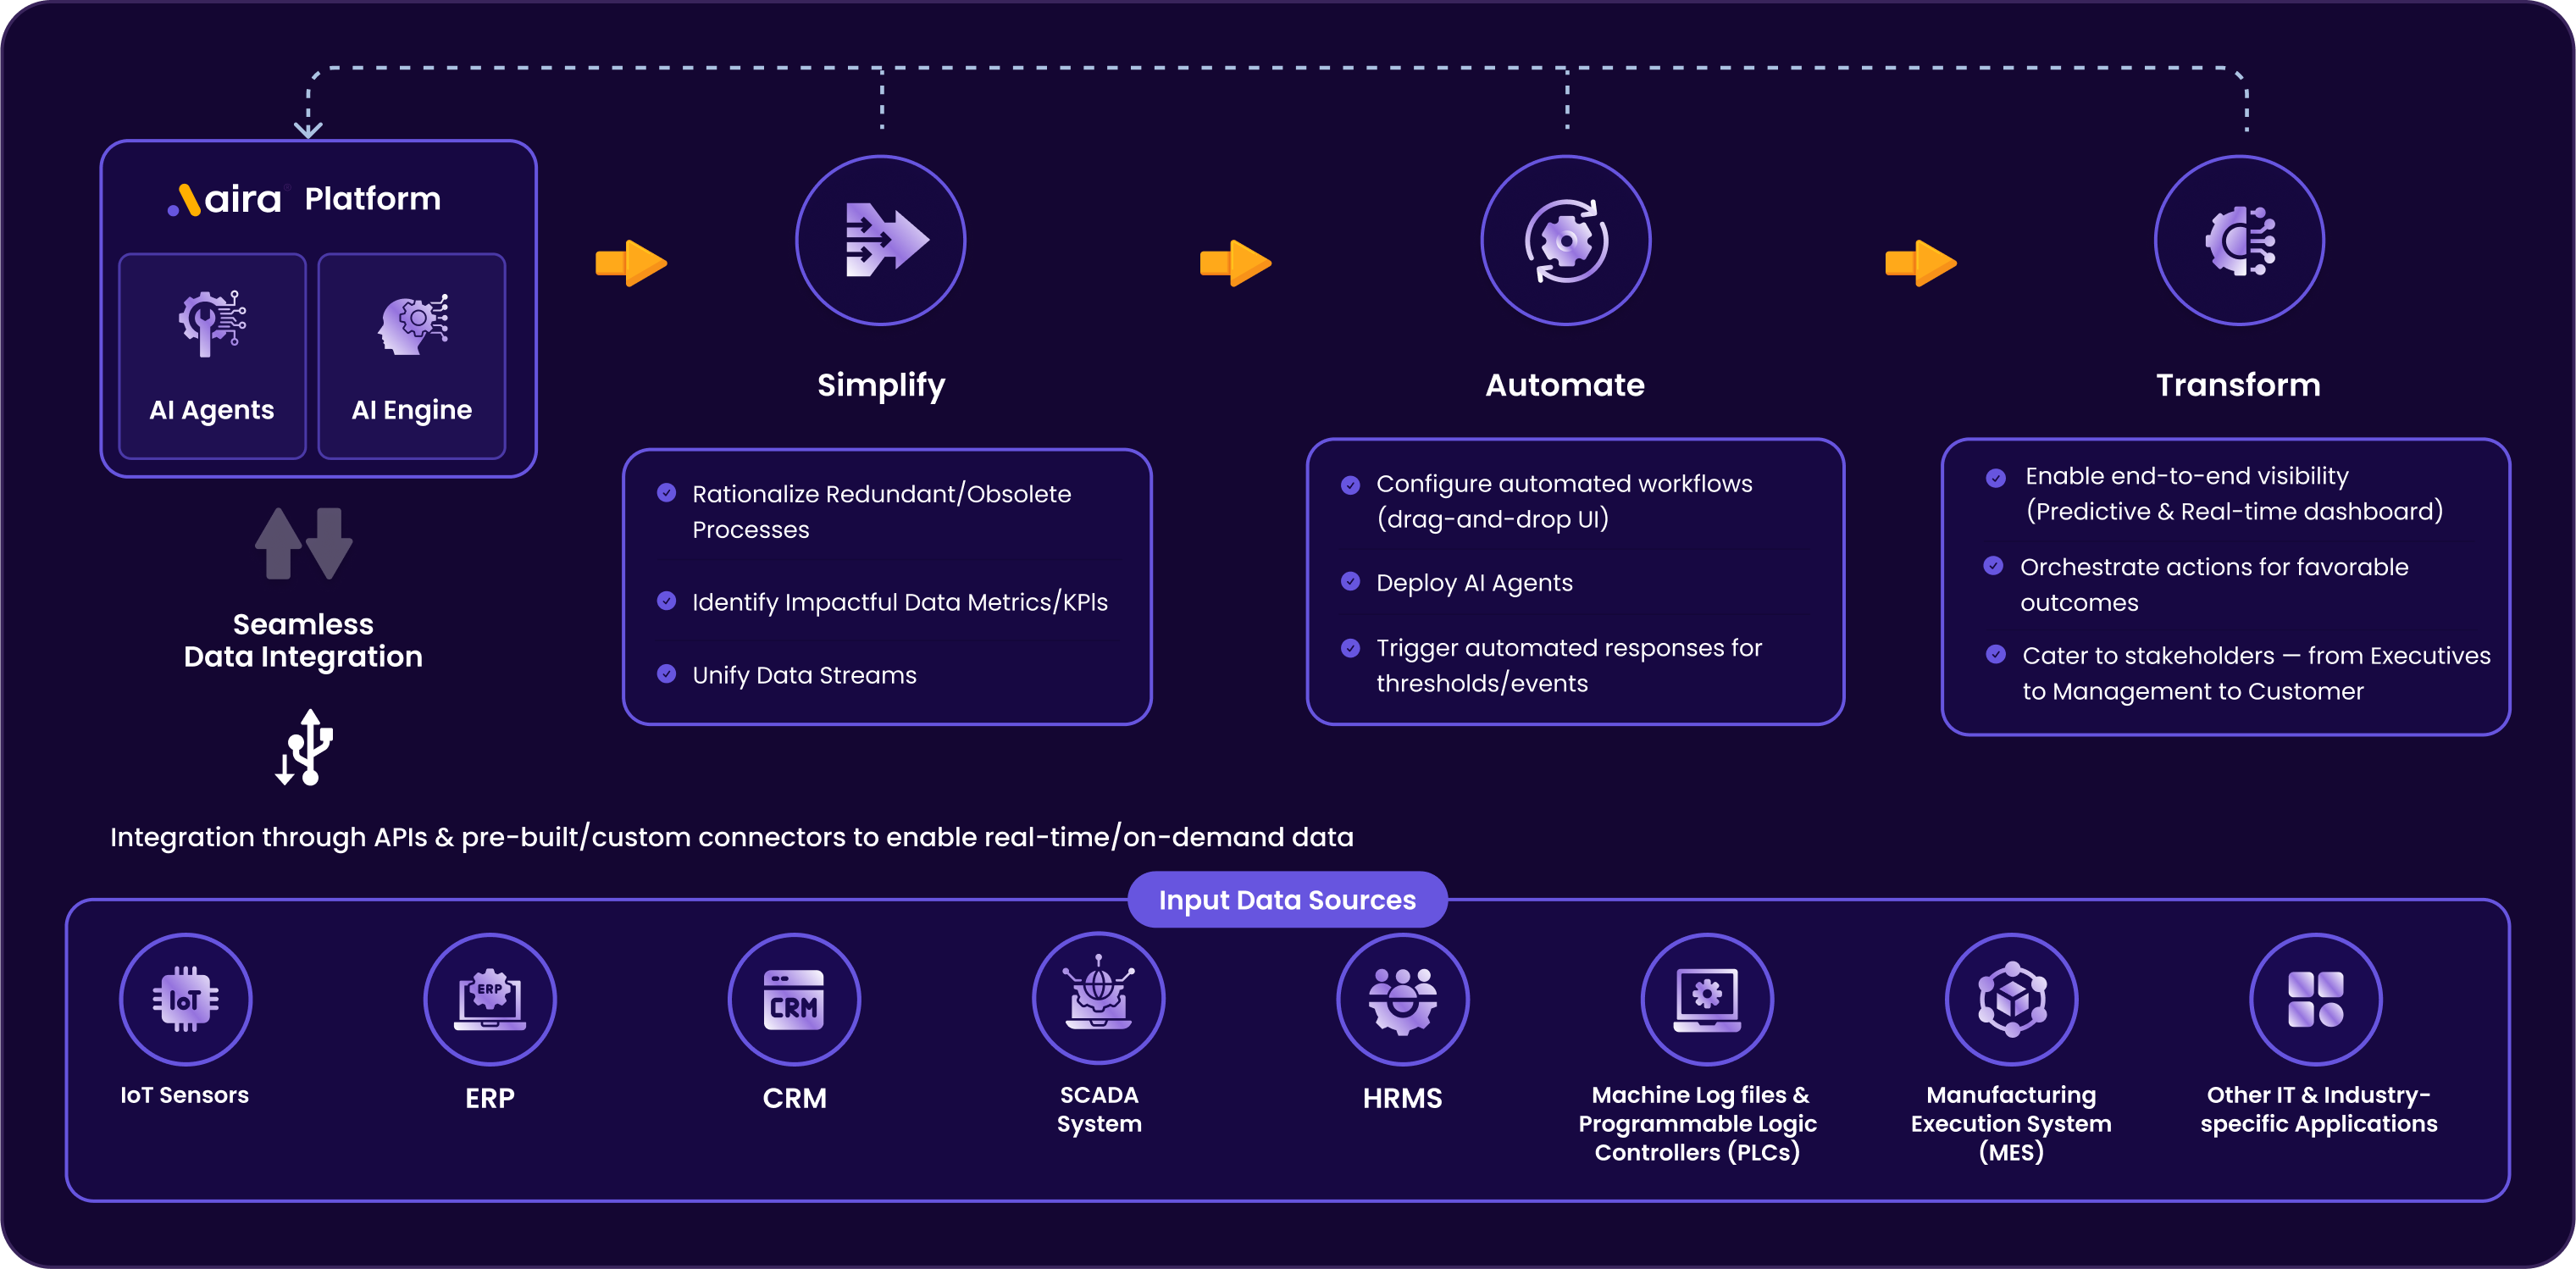 aira Platform
AI Agents
AI Engine
Seamless
Data Integration
Simplify
Rationalize Redundant/Obsolete
Processes
Identify Impactful Data Metrics/KPIs
Unify Data Streams
Automate
Configure automated workflows
(drag-and-drop UI)
Deploy AI Agents
Trigger automated responses for
thresholds/events
Transform
Enable end-to-end visibility
(Predictive & Real-time dashboard)
Orchestrate actions for favorable
outcomes
Cater to stakeholders — from Executives
to Management to Customer
Integration through APIs & pre-built/custom connectors to enable real-time/on-demand data
Input Data Sources
IoT
IoT Sensors
ERP
ERP
CRM
CRM
SCADA
System
HRMS
Machine Log files &
Programmable Logic
Controllers (PLCs)
Manufacturing
Execution System
(MES)
Other IT & Industry-
specific Applications